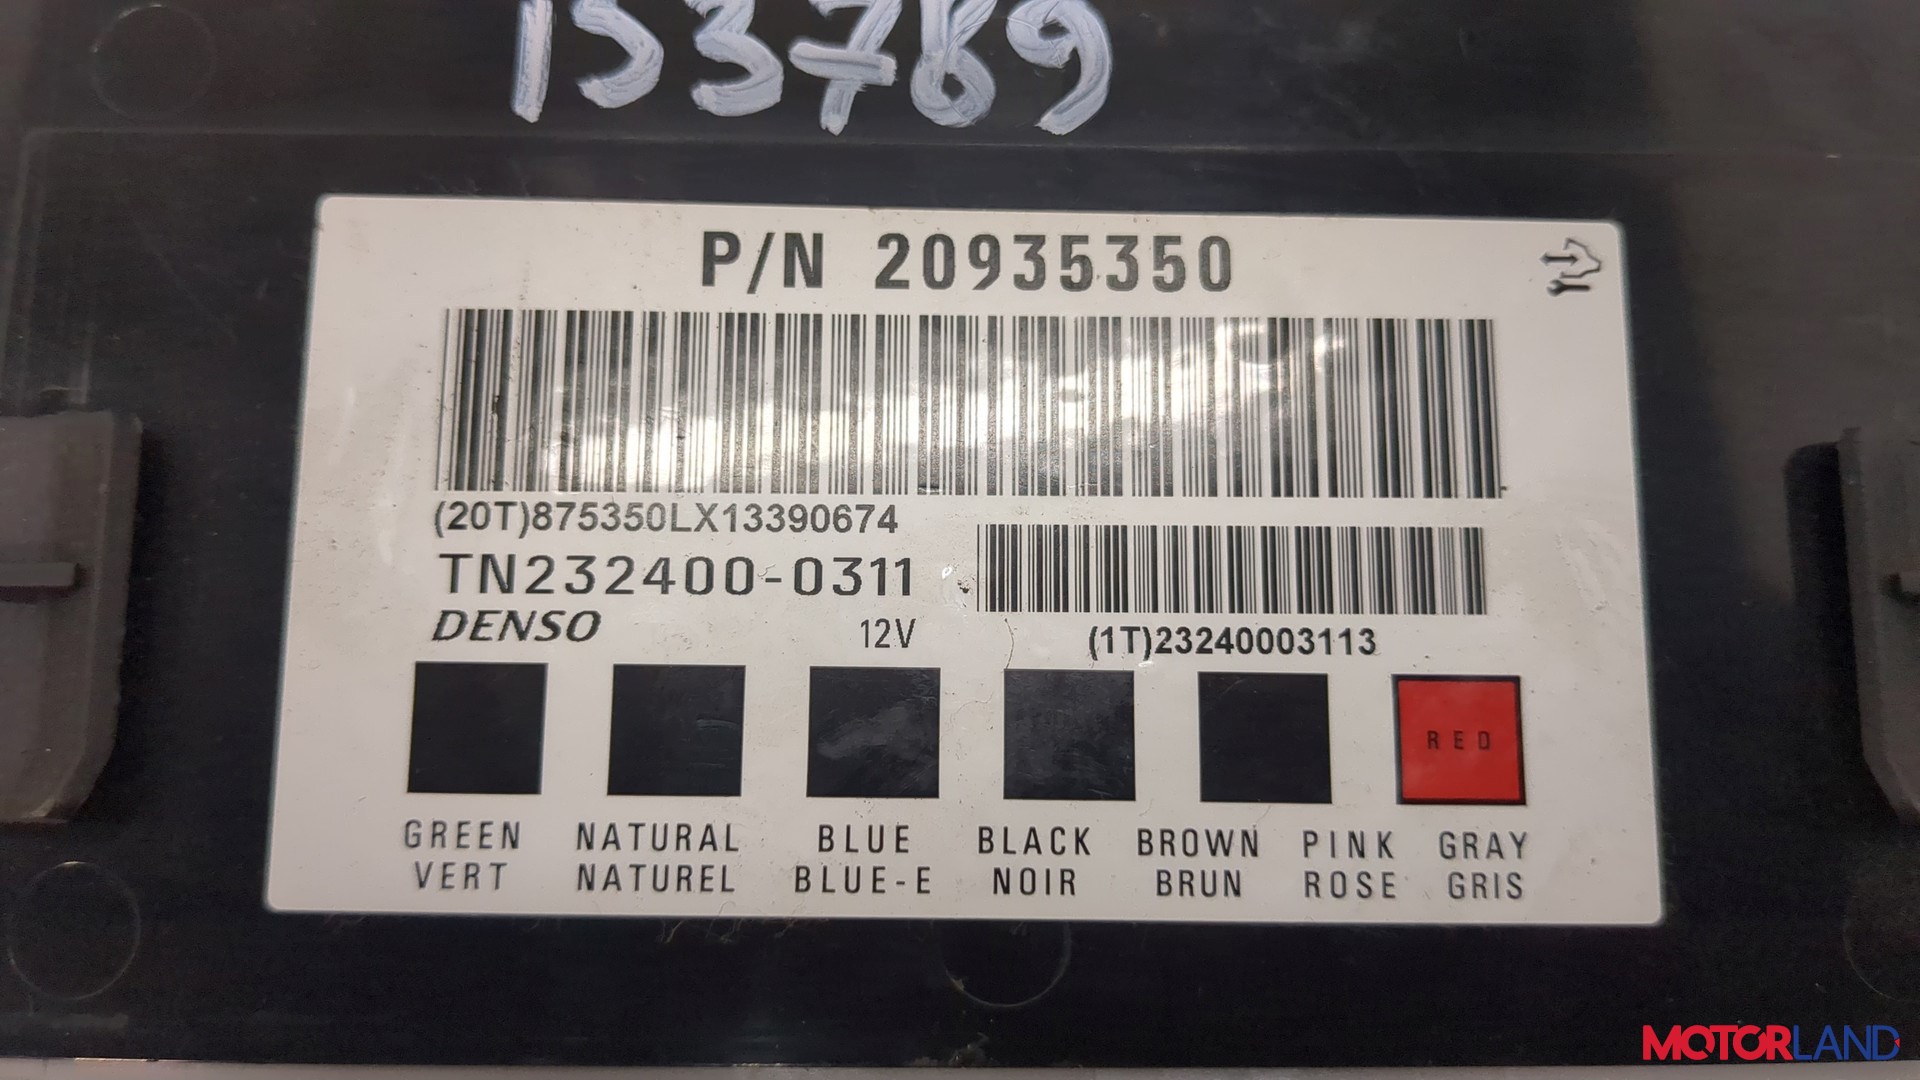 153789
P/N 20935350
(20T)875350LX13390674
TN232400-0311
DENSO 12V
(1T)23240003113
RED
GREEN NATURAL BLUE BLACK BROWN PINK GRAY
VERT NATUREL BLUE-E NOIR BRUN ROSE GRIS
MOTORLAND